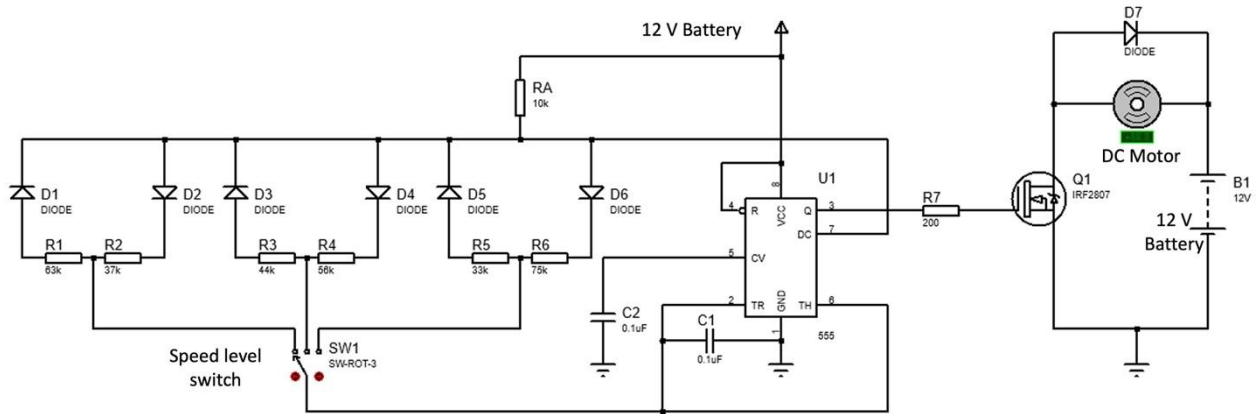 12 V Battery
D7
DIODE
RA
10k
DC Motor
D1
DIODE
D2
DIODE
D3
DIODE
D4
DIODE
D5
DIODE
D6
DIODE
U1
Q1
IRF2807
B1
12V
12 V
Battery
8
4
R
VCC
Q
3
R7
200
DC
7
R1
63k
R2
37k
R3
44k
R4
56k
R5
33k
R6
75k
5
CV
2
TR
GND
TH
6
1
555
C2
0.1uF
C1
0.1uF
Speed level
switch
SW1
SW-ROT-3